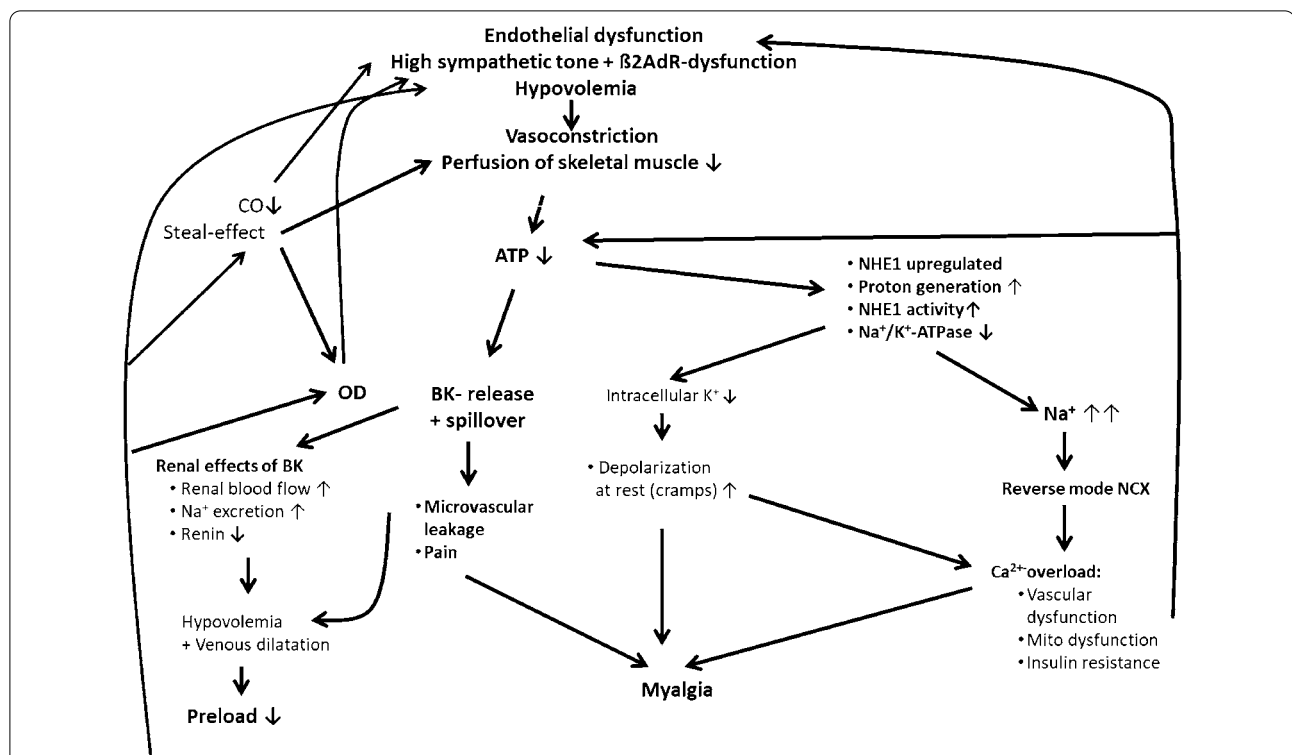 Endothelial dysfunction
High sympathetic tone + ß2AdR-dysfunction
Hypovolemia
Vasoconstriction
Perfusion of skeletal muscle ↓
CO↓
Steal-effect
ATP ↓
• NHE1 upregulated
• Proton generation ↑
• NHE1 activity↑
• Na⁺/K⁺-ATPase ↓
OD
BK- release
+ spillover
Intracellular K⁺ ↓
Na⁺ ↑↑
Renal effects of BK
• Renal blood flow ↑
• Na⁺ excretion ↑
• Renin ↓
• Microvascular
leakage
• Pain
• Depolarization
at rest (cramps) ↑
Reverse mode NCX
Ca²⁺-overload:
• Vascular
dysfunction
• Mito dysfunction
• Insulin resistance
Hypovolemia
+ Venous dilatation
Myalgia
Preload ↓